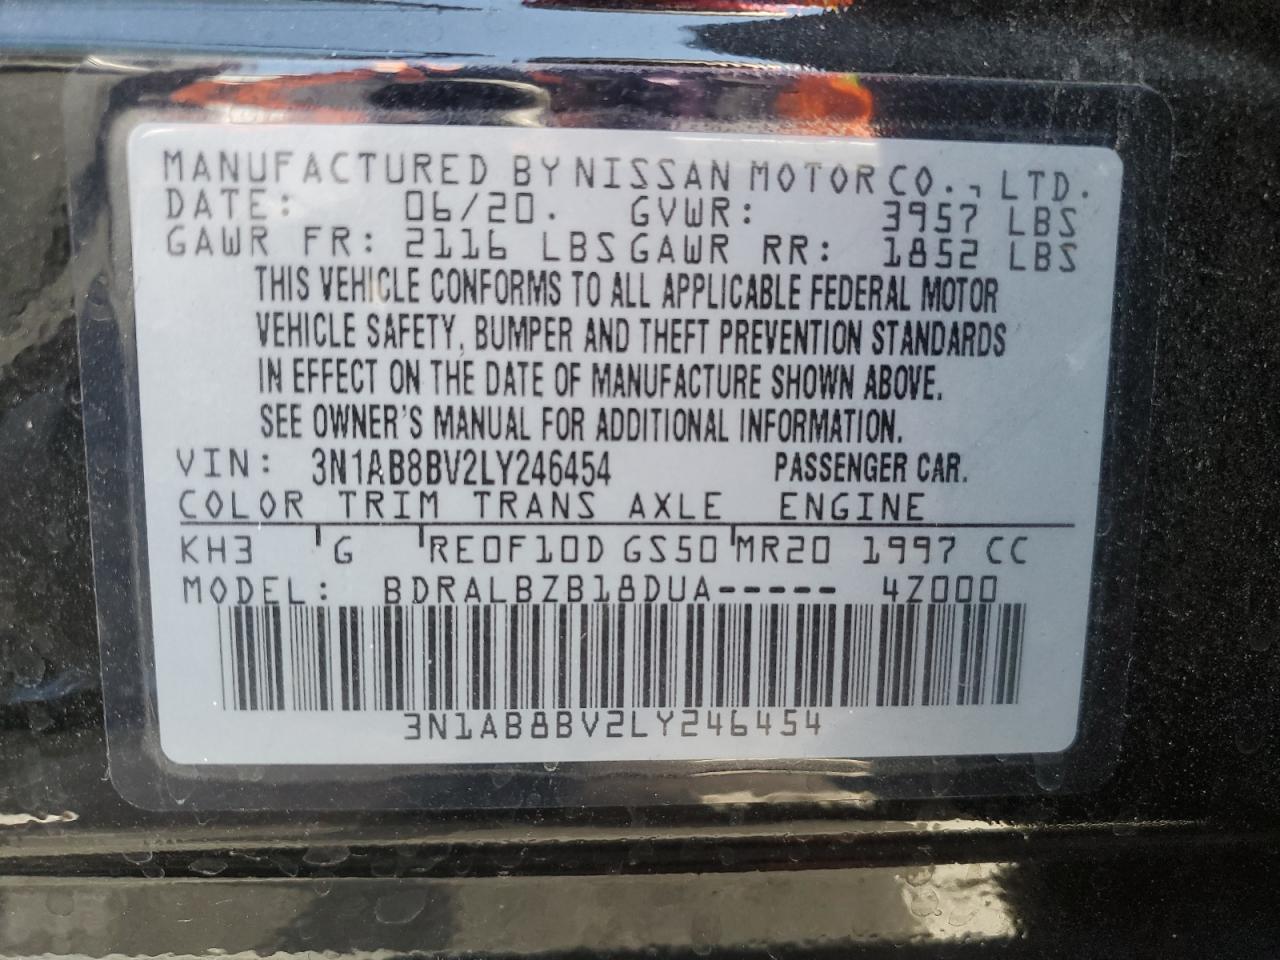 MANUFACTURED BY NISSAN MOTOR CO., LTD.
DATE: 06/20. GVWR: 3957 LBS
GAWR FR: 2116 LBS GAWR RR: 1852 LBS
THIS VEHICLE CONFORMS TO ALL APPLICABLE FEDERAL MOTOR
VEHICLE SAFETY, BUMPER AND THEFT PREVENTION STANDARDS
IN EFFECT ON THE DATE OF MANUFACTURE SHOWN ABOVE.
SEE OWNER'S MANUAL FOR ADDITIONAL INFORMATION.
VIN: 3N1AB8BV2LY246454 PASSENGER CAR.
COLOR TRIM TRANS AXLE ENGINE
KH3 G RE0F10D GS50 MR20 1997 CC
MODEL: BDRALBZB18DUA----- 4Z000
3N1AB8BV2LY246454